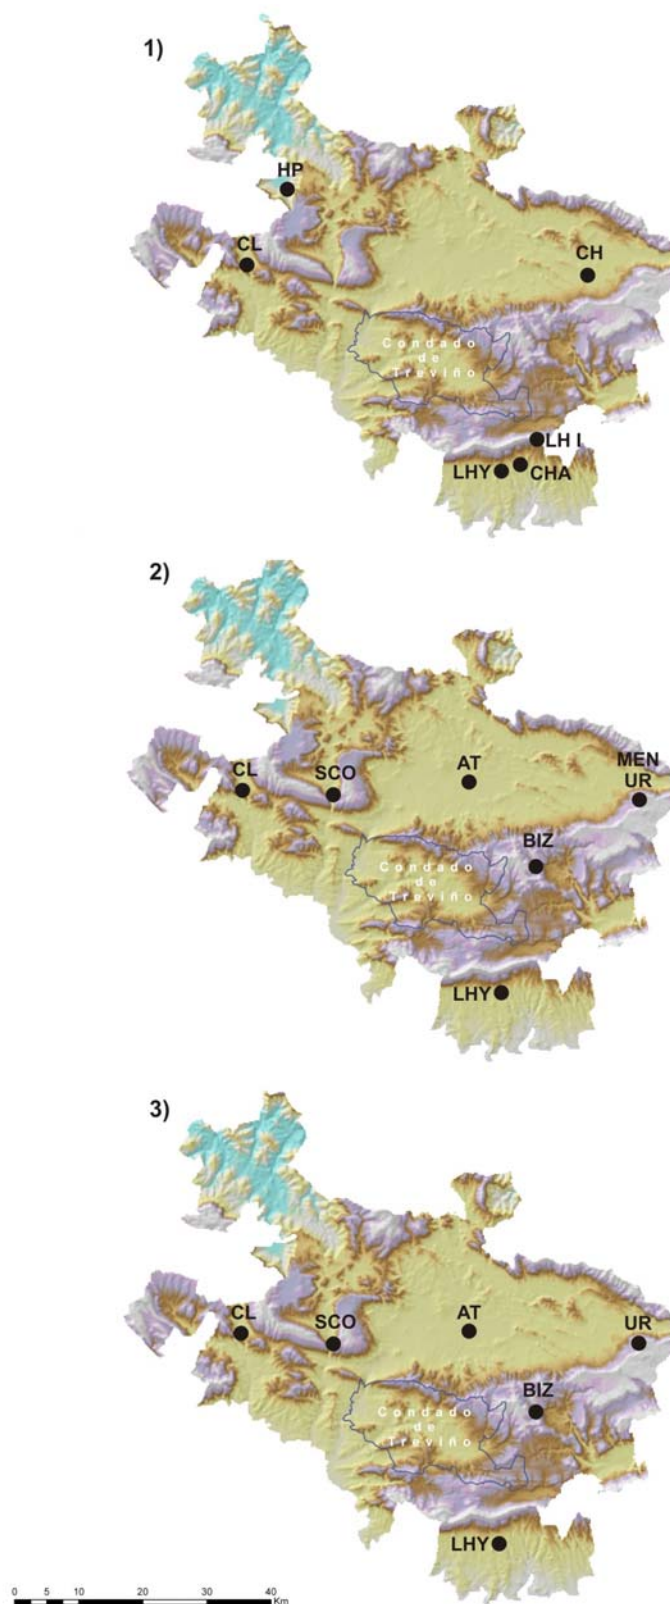 1)
HP
CL
CH
Condado
de
Treviño
LH I
LHY
CHA
2)
CL
SCO
AT
MEN
UR
BIZ
Condado
de
Treviño
LHY
3)
CL
SCO
AT
UR
BIZ
Condado
de
Treviño
LHY
0 5 10 20 30 40
Km